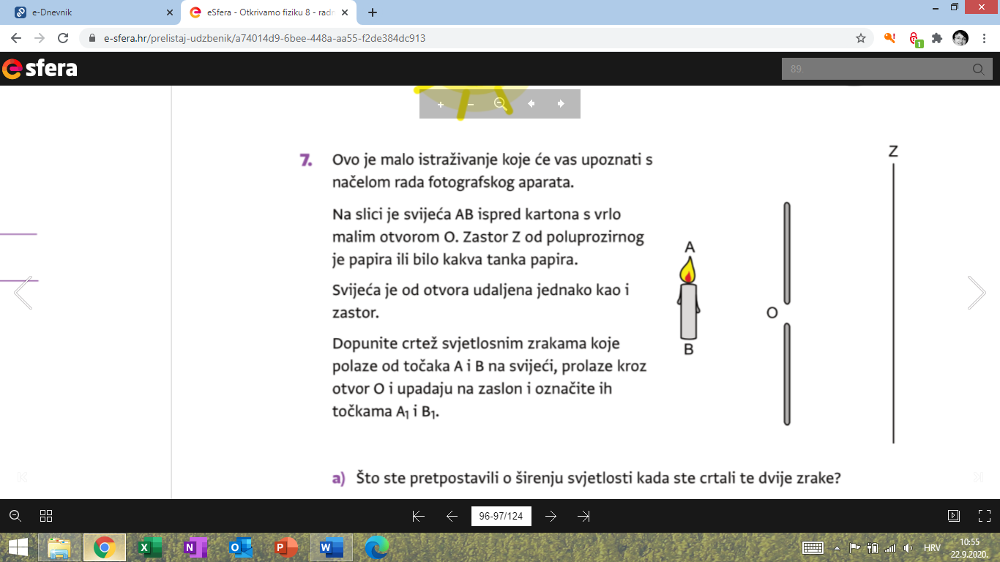 e-Dnevnik
eSfera - Otkrivamo fiziku 8 - radn
e-sfera.hr/prelistaj-udzbenik/a74014d9-6bee-448a-aa55-f2de384dc913
1
esfera
89.
+ −
7. Ovo je malo istraživanje koje će vas upoznati s
načelom rada fotografskog aparata.
Na slici je svijeća AB ispred kartona s vrlo
malim otvorom O. Zastor Z od poluprozirnog
je papira ili bilo kakva tanka papira.
Svijeća je od otvora udaljena jednako kao i
zastor.
Dopunite crtež svjetlosnim zrakama koje
polaze od točaka A i B na svijeći, prolaze kroz
otvor O i upadaju na zaslon i označite ih
točkama A₁ i B₁.
Z
A
O
B
a) Što ste pretpostavili o širenju svjetlosti kada ste crtali te dvije zrake?
96-97/124
HRV
10:55
22.9.2020.